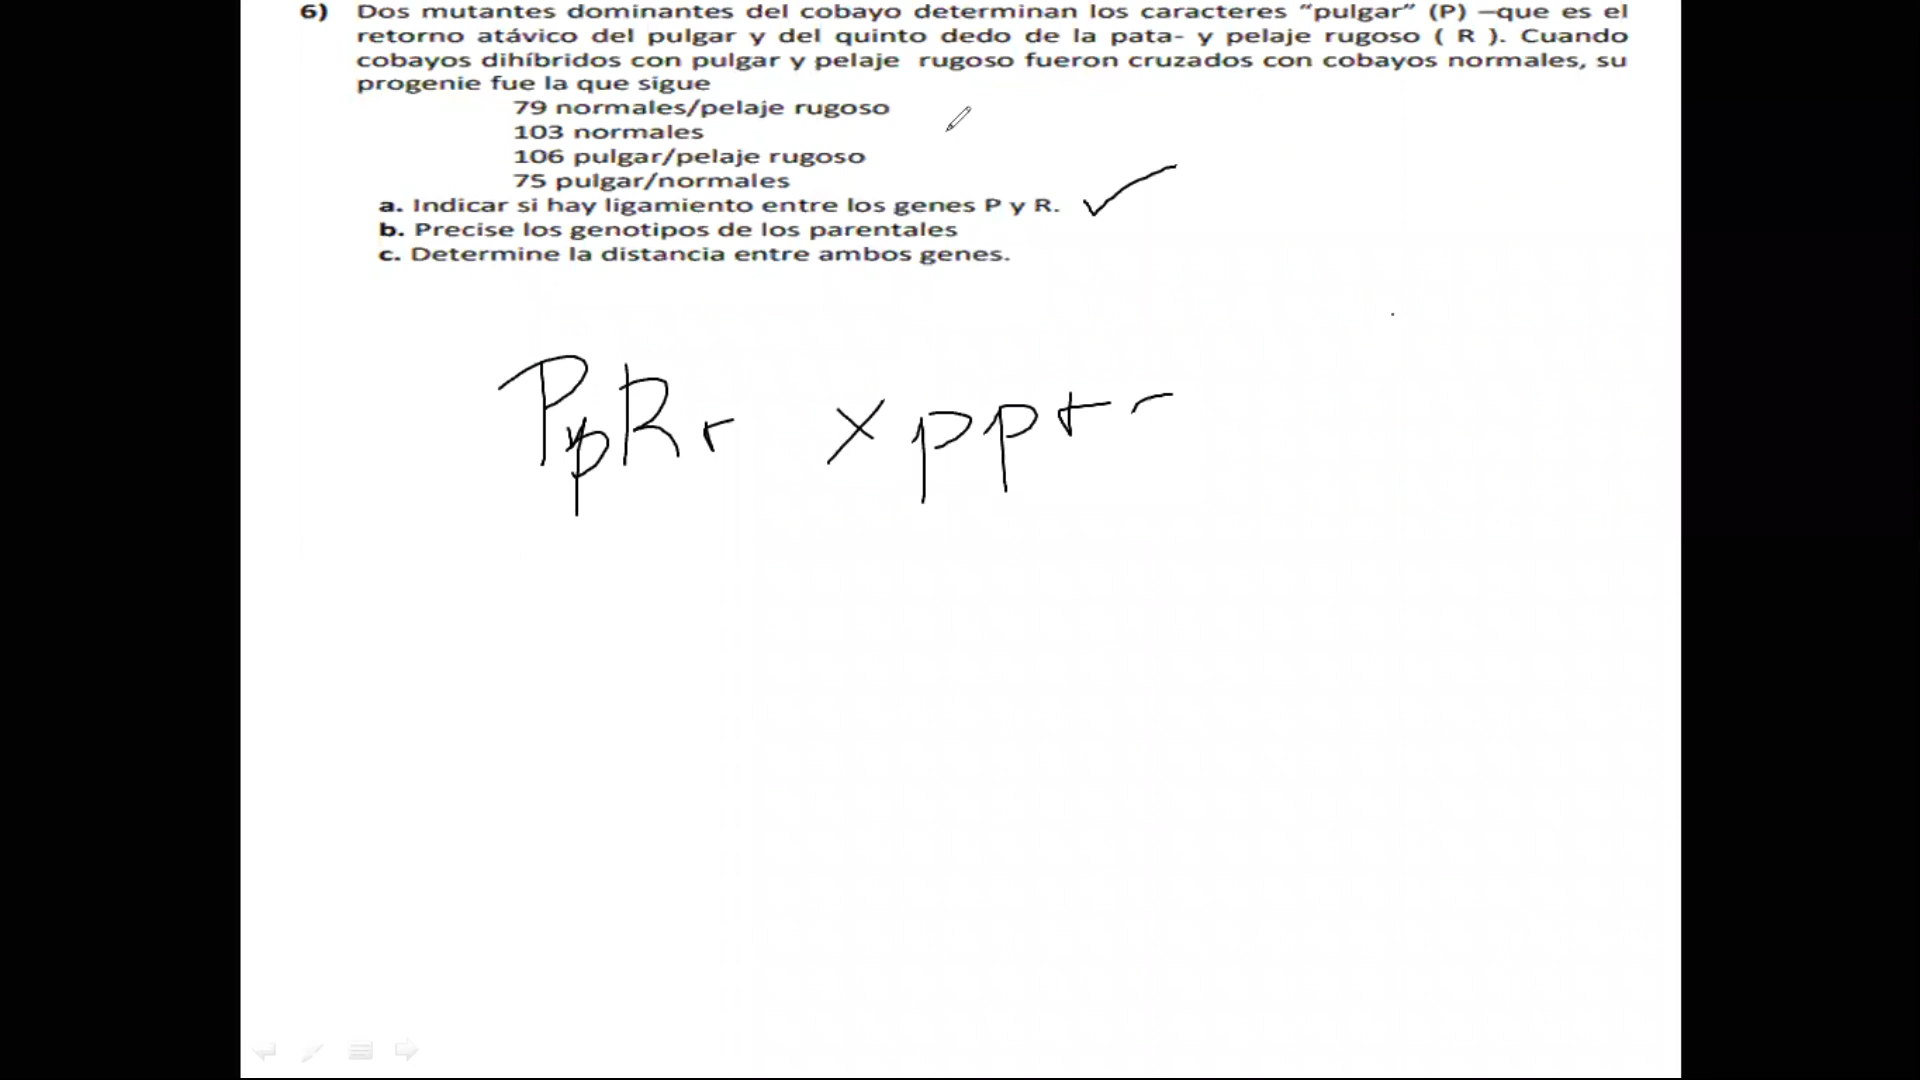 6) Dos mutantes dominantes del cobayo determinan los caracteres “pulgar” (P) –que es el
retorno atávico del pulgar y del quinto dedo de la pata- y pelaje rugoso ( R ). Cuando
cobayos dihíbridos con pulgar y pelaje rugoso fueron cruzados con cobayos normales, su
progenie fue la que sigue
79 normales/pelaje rugoso
103 normales
106 pulgar/pelaje rugoso
75 pulgar/normales
a. Indicar si hay ligamiento entre los genes P y R.
b. Precise los genotipos de los parentales
c. Determine la distancia entre ambos genes.
PpRr x pprr